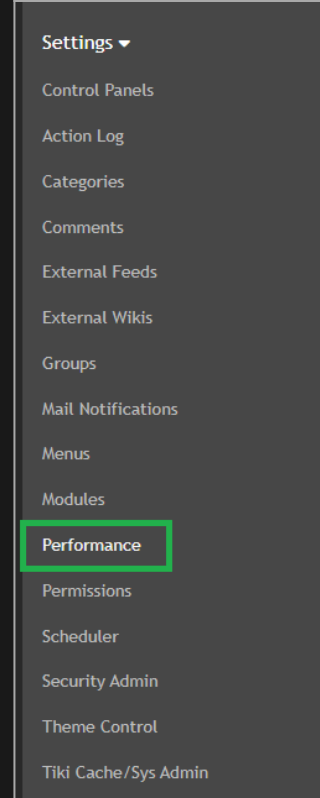 Settings
Control Panels
Action Log
Categories
Comments
External Feeds
External Wikis
Groups
Mail Notifications
Menus
Modules
Performance
Permissions
Scheduler
Security Admin
Theme Control
Tiki Cache/Sys Admin